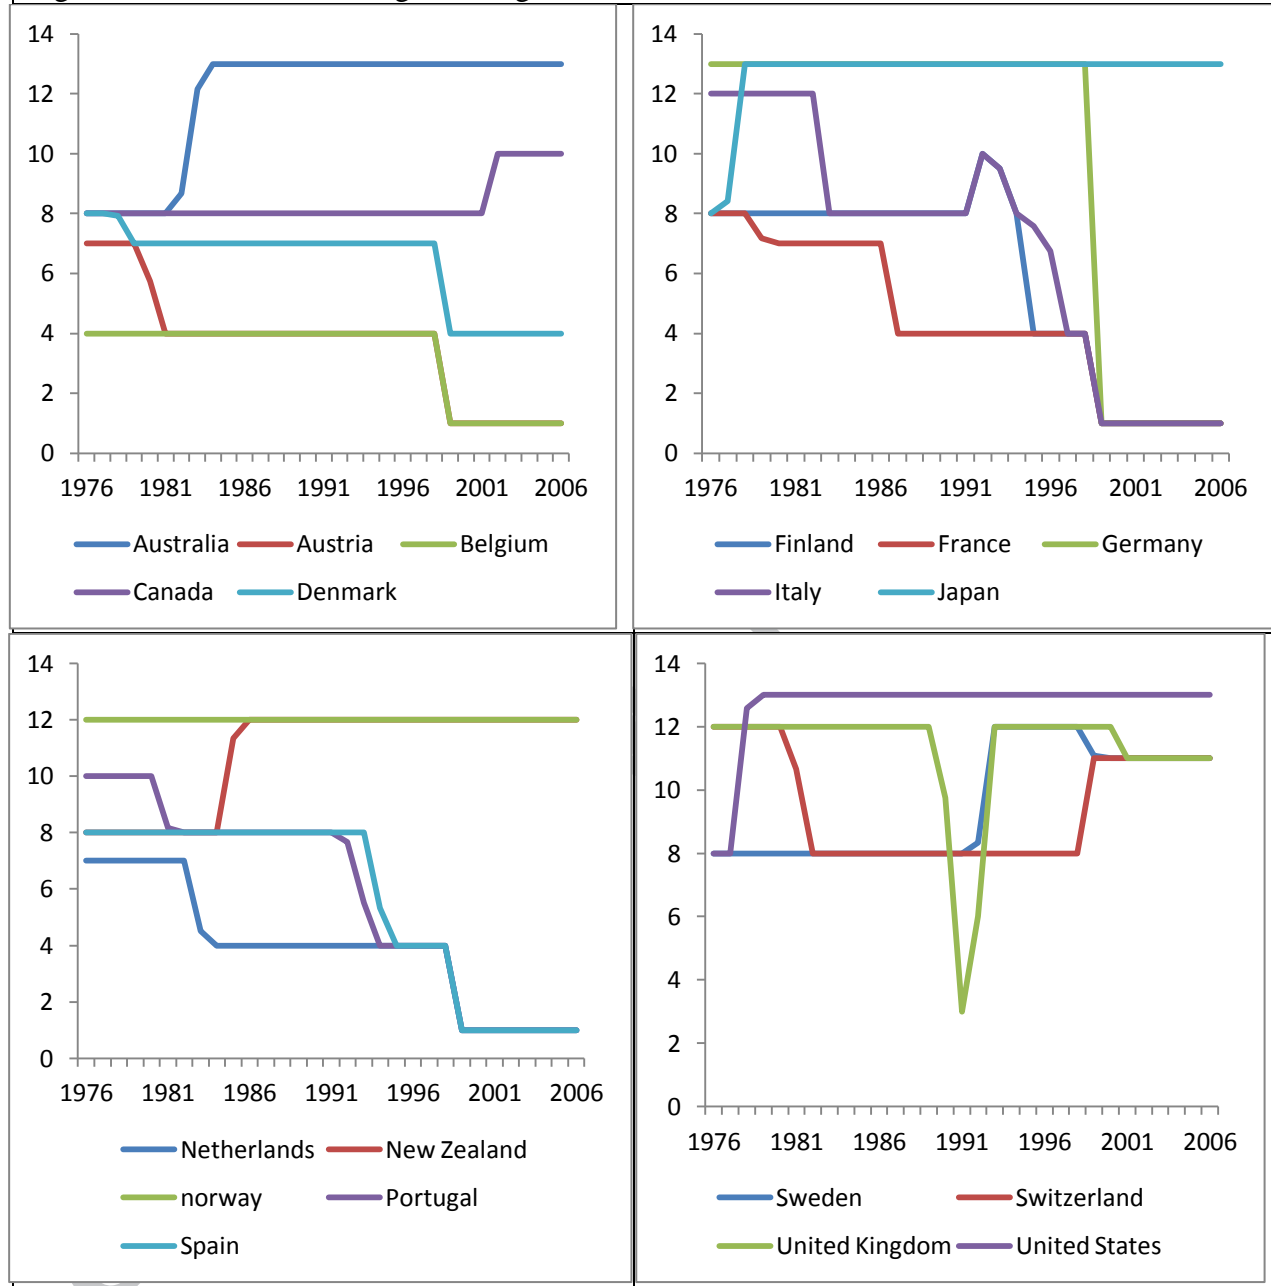 14
12
10
8
6
4
2
0
1976 1981 1986 1991 1996 2001 2006
Australia Austria Belgium
Canada Denmark
14
12
10
8
6
4
2
0
1976 1981 1986 1991 1996 2001 2006
Finland France Germany
Italy Japan
14
12
10
8
6
4
2
0
1976 1981 1986 1991 1996 2001 2006
Netherlands New Zealand
norway Portugal
Spain
14
12
10
8
6
4
2
0
1976 1981 1986 1991 1996 2001 2006
Sweden Switzerland
United Kingdom United States